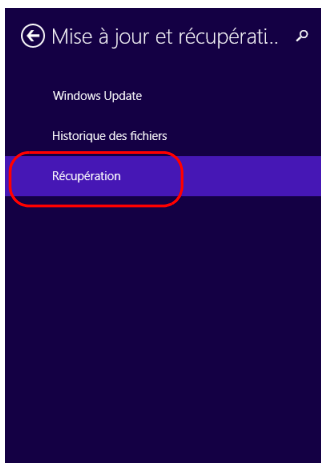 Mise à jour et récupérati..
Windows Update
Historique des fichiers
Récupération